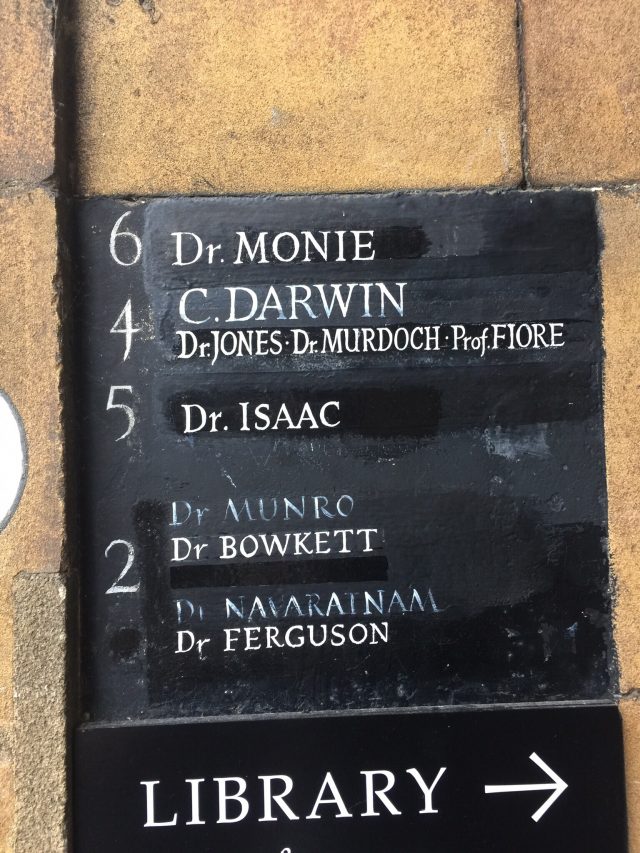 6 Dr. MONIE
C. DARWIN
4
Dr. JONES · Dr. MURDOCH · Prof. FIORE
5 Dr. ISAAC
Dr MUNRO
Dr BOWKETT
2
Dr NAVARATNAM
Dr FERGUSON
LIBRARY →